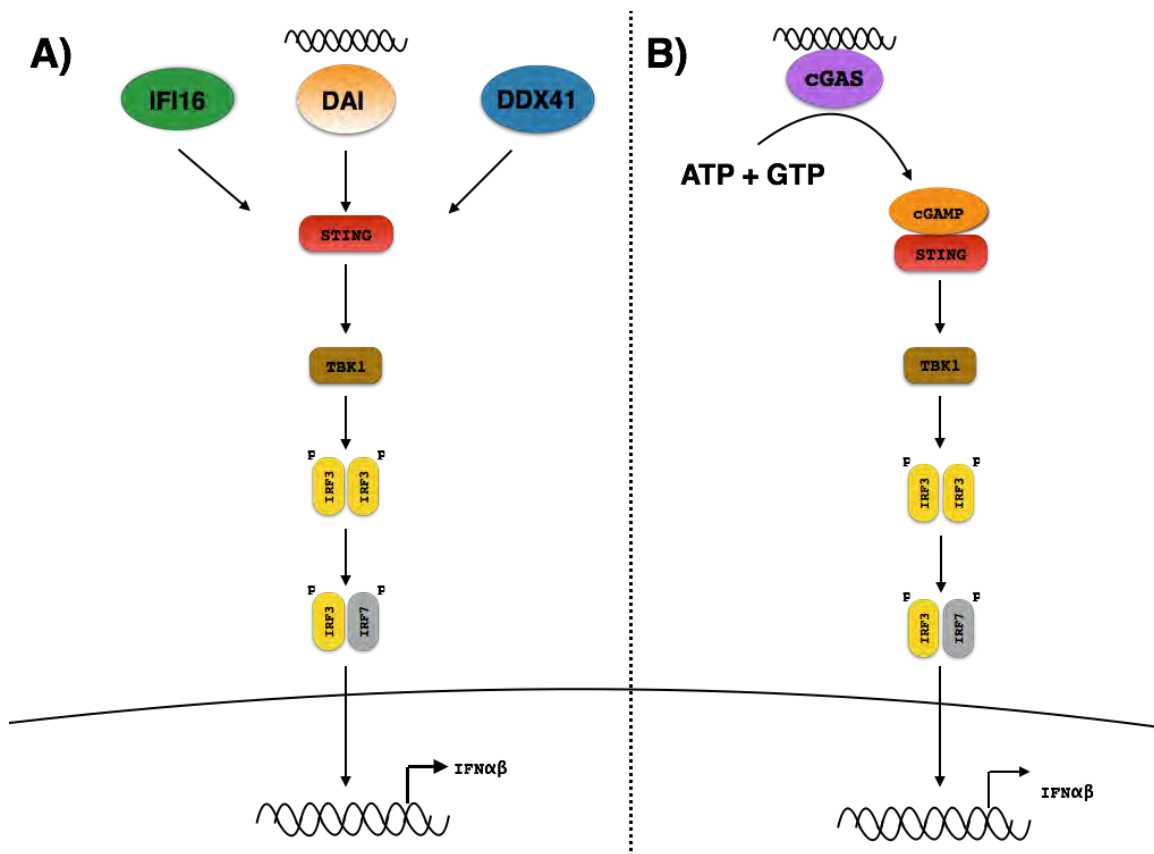 A)
IFI16
DAI
DDX41
STING
TBK1
P P
IRF3 IRF3
P P
IRF3 IRF7
IFNαβ
B)
cGAS
ATP + GTP
cGAMP
STING
TBK1
P P
IRF3 IRF3
P P
IRF3 IRF7
IFNαβ